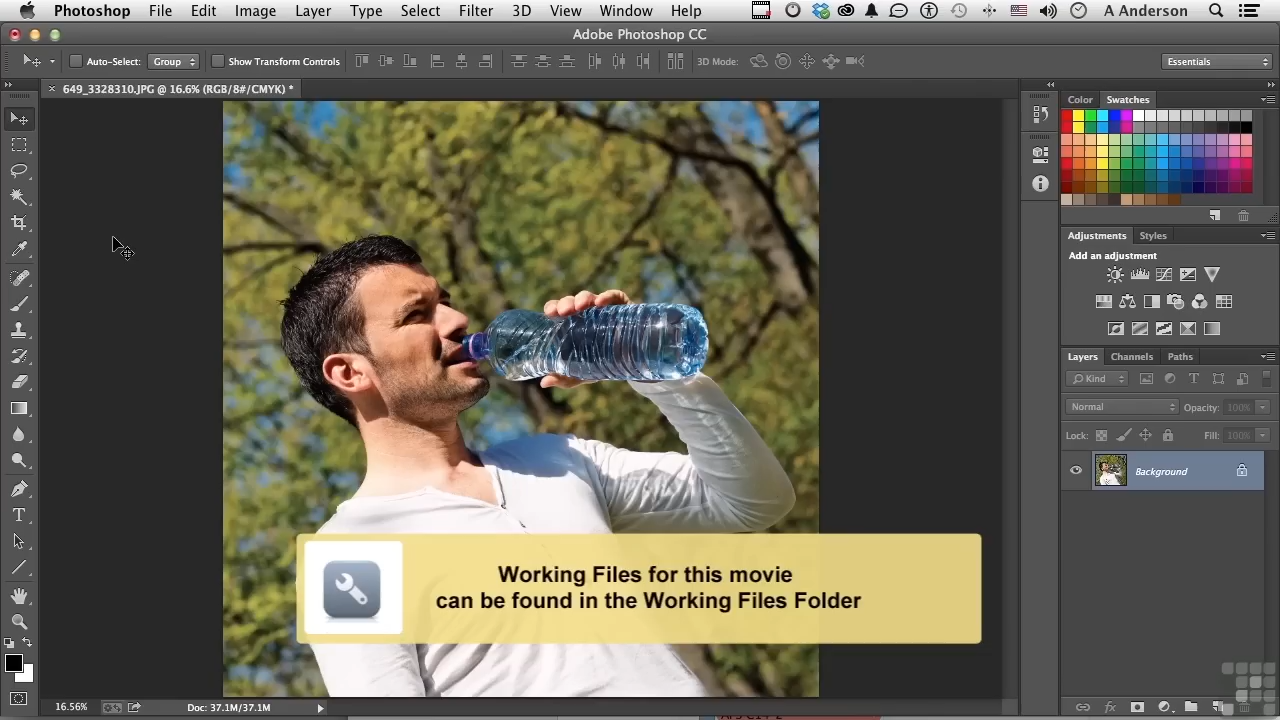 Photoshop File Edit Image Layer Type Select Filter 3D View Window Help A Anderson
Adobe Photoshop CC
Auto-Select: Group Show Transform Controls 3D Mode: Essentials
649_3328310.JPG @ 16.6% (RGB/8#/CMYK) *
Color Swatches
Adjustments Styles
Add an adjustment
Layers Channels Paths
Kind
Normal Opacity: 100%
Lock: Fill: 100%
Background
Working Files for this movie
can be found in the Working Files Folder
16.56% Doc: 37.1M/37.1M